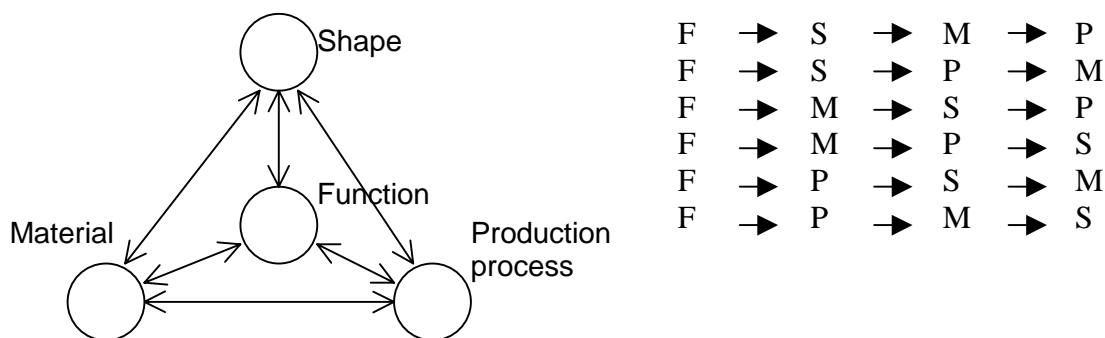 Shape
Function
Material
Production
process
F → S → M → P
F → S → P → M
F → M → S → P
F → M → P → S
F → P → S → M
F → P → M → S